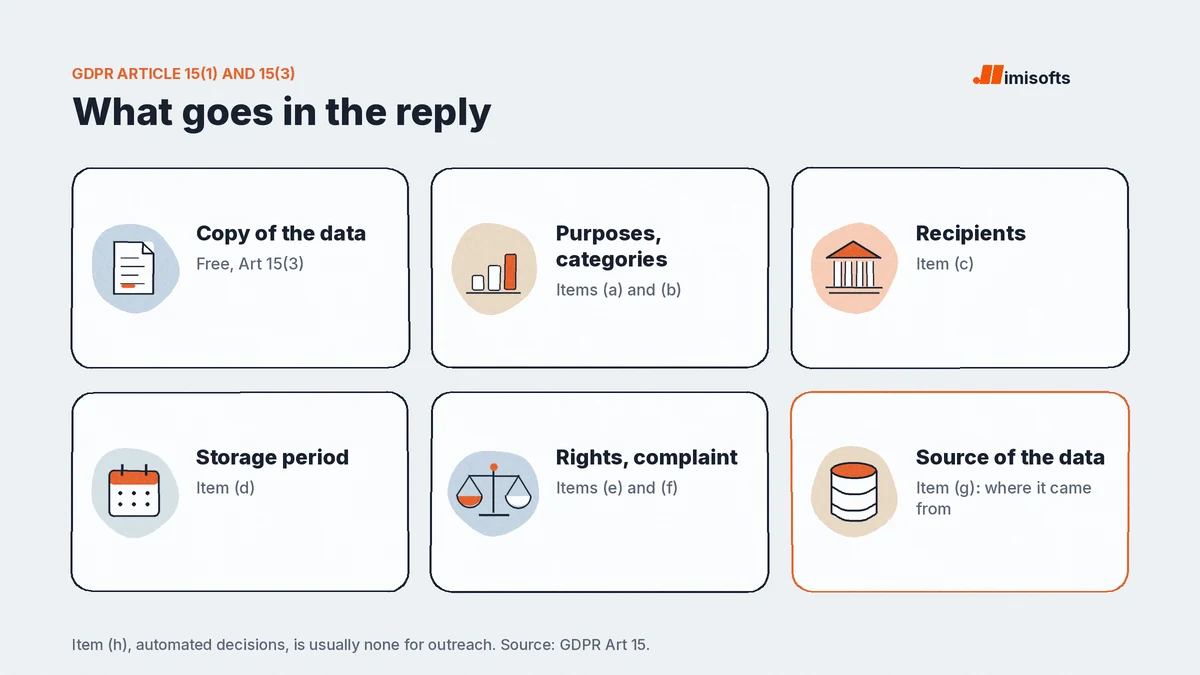 GDPR ARTICLE 15(1) AND 15(3)
imisofts
What goes in the reply
Copy of the data
Free, Art 15(3)
Purposes,
categories
Items (a) and (b)
Recipients
Item (c)
Storage period
Item (d)
Rights, complaint
Items (e) and (f)
Source of the data
Item (g): where it came
from
Item (h), automated decisions, is usually none for outreach. Source: GDPR Art 15.